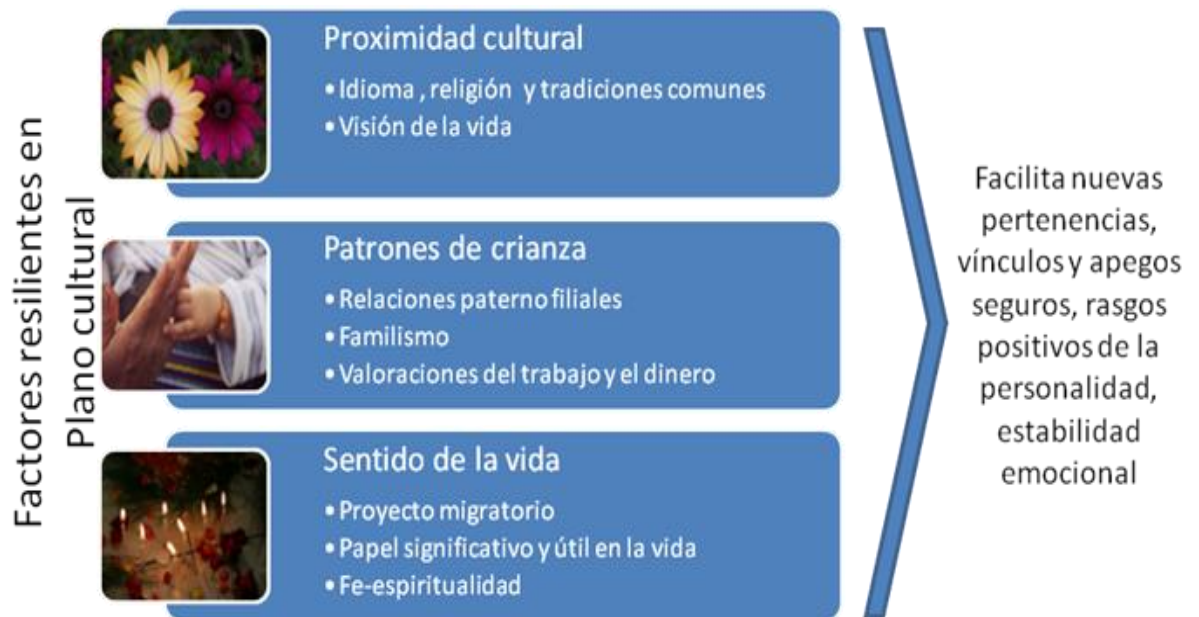 Factores resilientes en
Plano cultural
Proximidad cultural
• Idioma , religión y tradiciones comunes
• Visión de la vida
Patrones de crianza
• Relaciones paterno filiales
• Familismo
• Valoraciones del trabajo y el dinero
Sentido de la vida
• Proyecto migratorio
• Papel significativo y útil en la vida
• Fe-espiritualidad
Facilita nuevas
pertenencias,
vínculos y apegos
seguros, rasgos
positivos de la
personalidad,
estabilidad
emocional